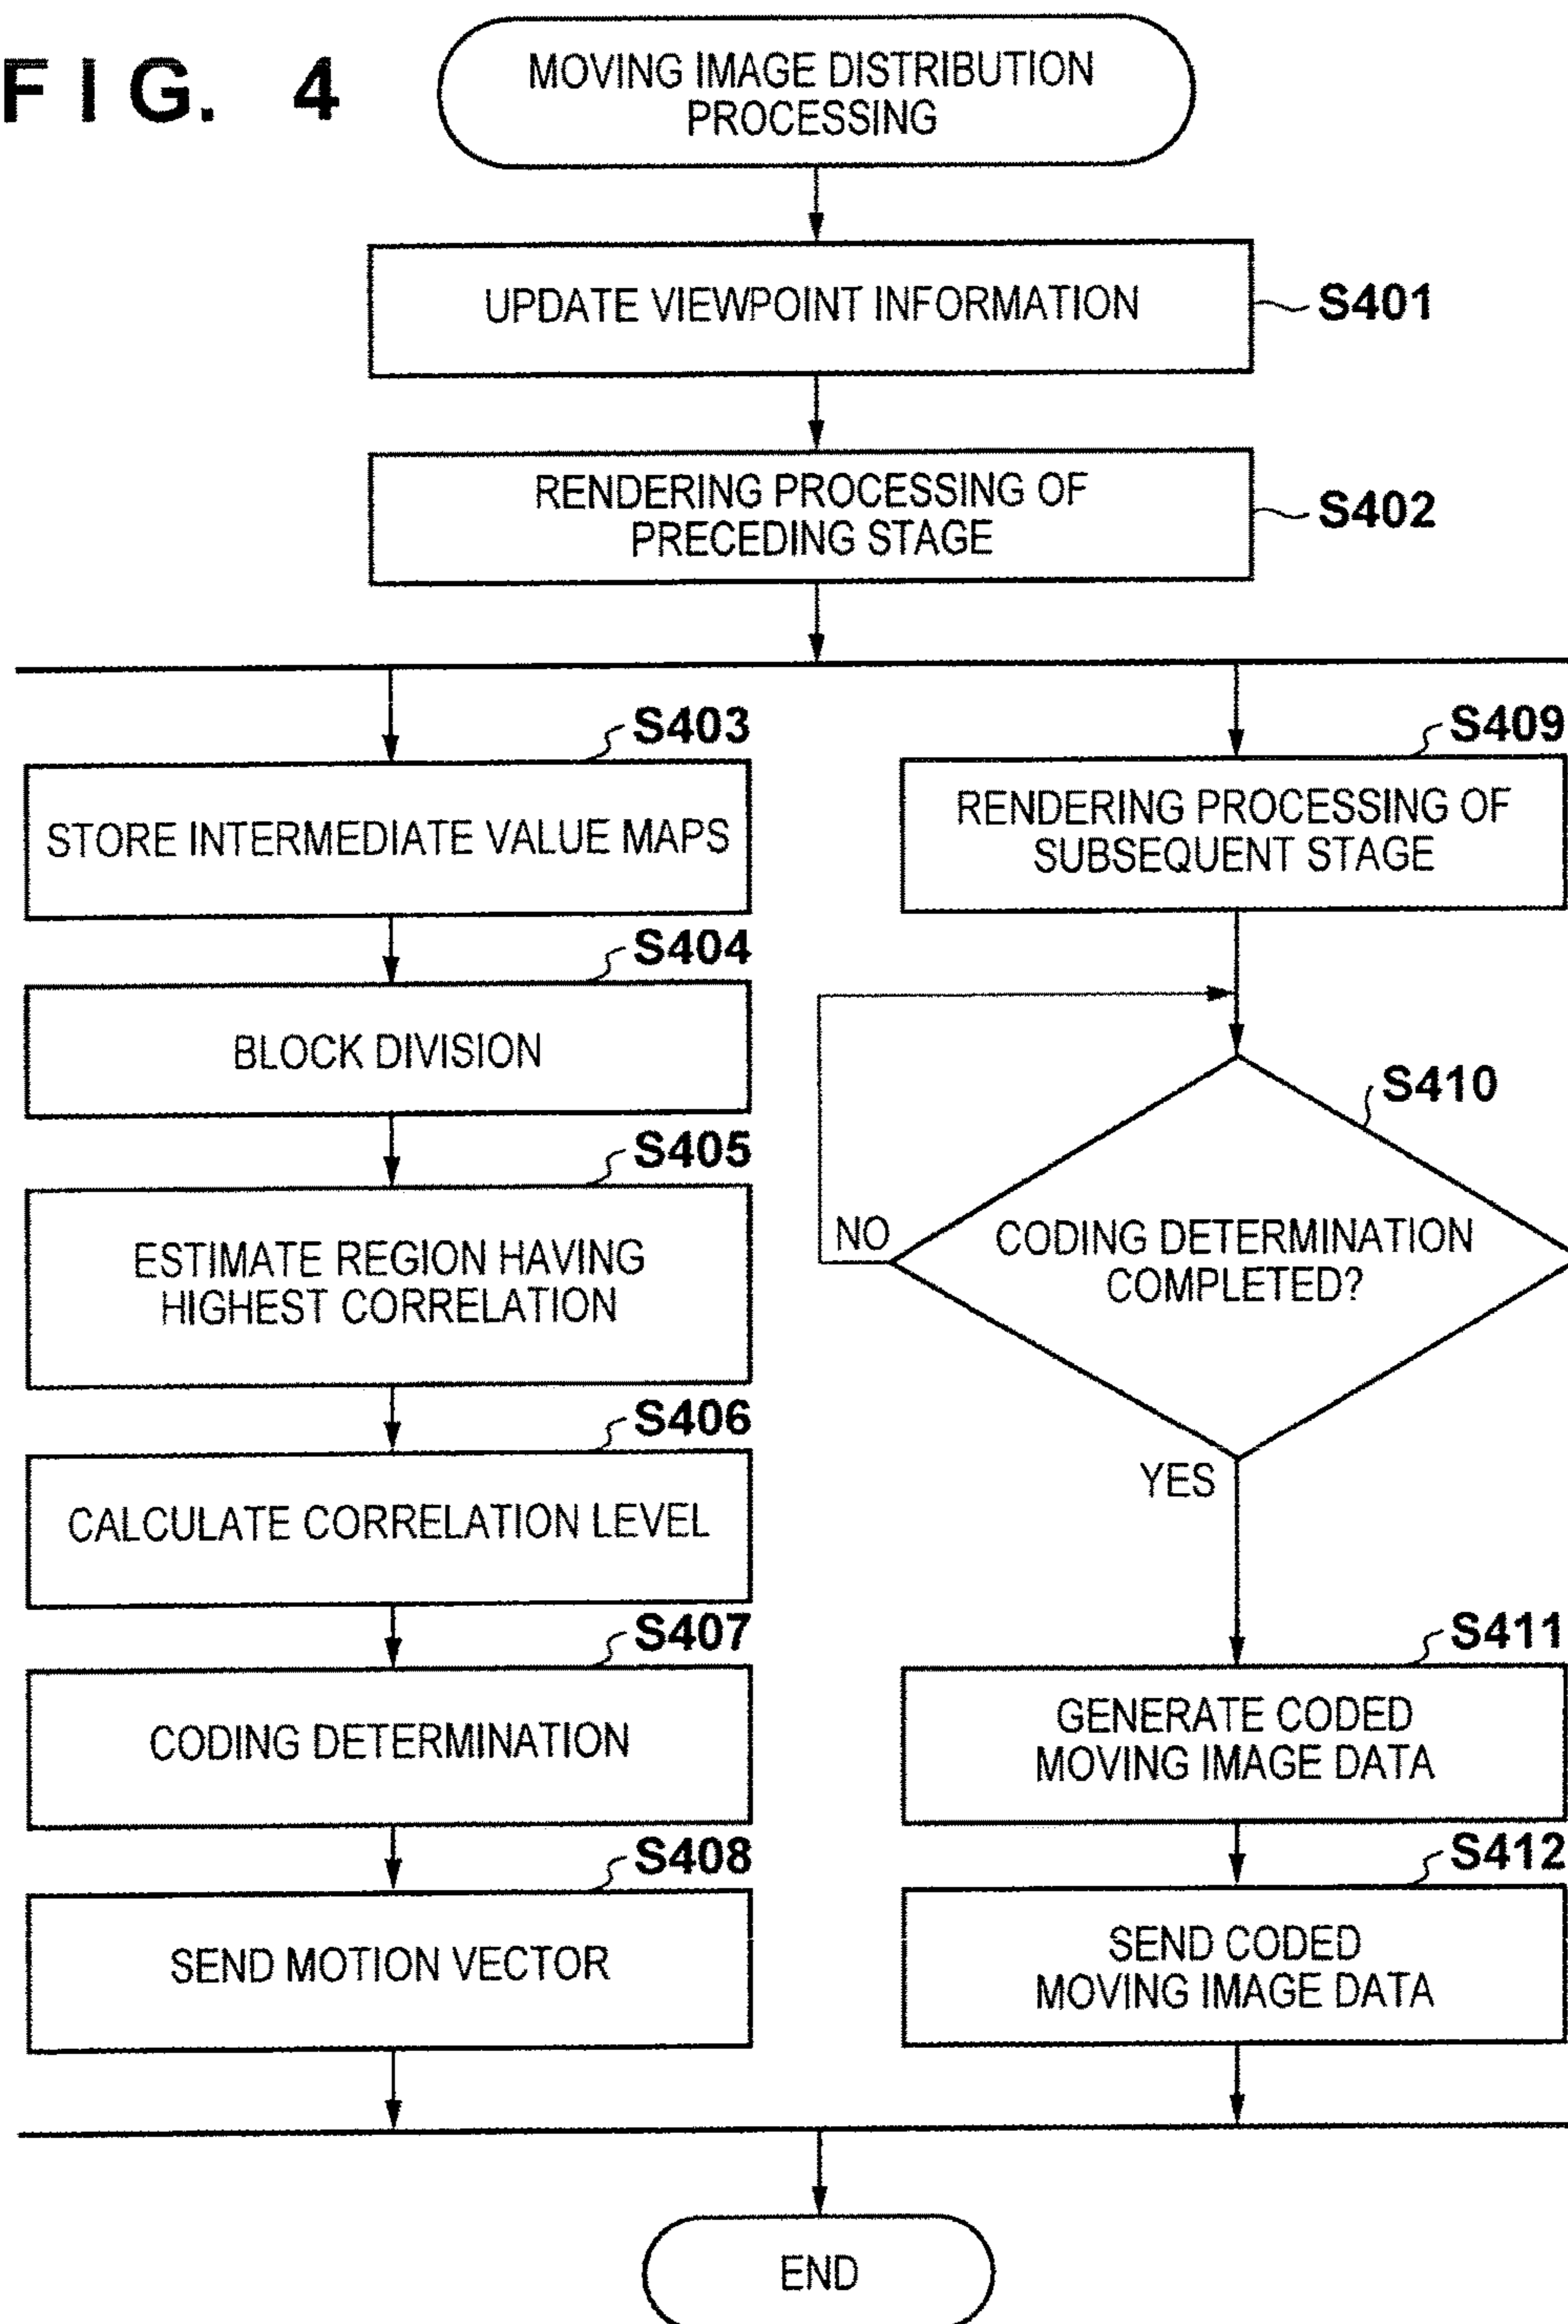 FIG. 4
MOVING IMAGE DISTRIBUTION
PROCESSING
UPDATE VIEWPOINT INFORMATION
S401
RENDERING PROCESSING OF
PRECEDING STAGE
S402
S403
STORE INTERMEDIATE VALUE MAPS
S404
BLOCK DIVISION
S405
ESTIMATE REGION HAVING
HIGHEST CORRELATION
S406
CALCULATE CORRELATION LEVEL
S407
CODING DETERMINATION
S408
SEND MOTION VECTOR
S409
RENDERING PROCESSING OF
SUBSEQUENT STAGE
S410
NO
CODING DETERMINATION
COMPLETED?
YES
S411
GENERATE CODED
MOVING IMAGE DATA
S412
SEND CODED
MOVING IMAGE DATA
END